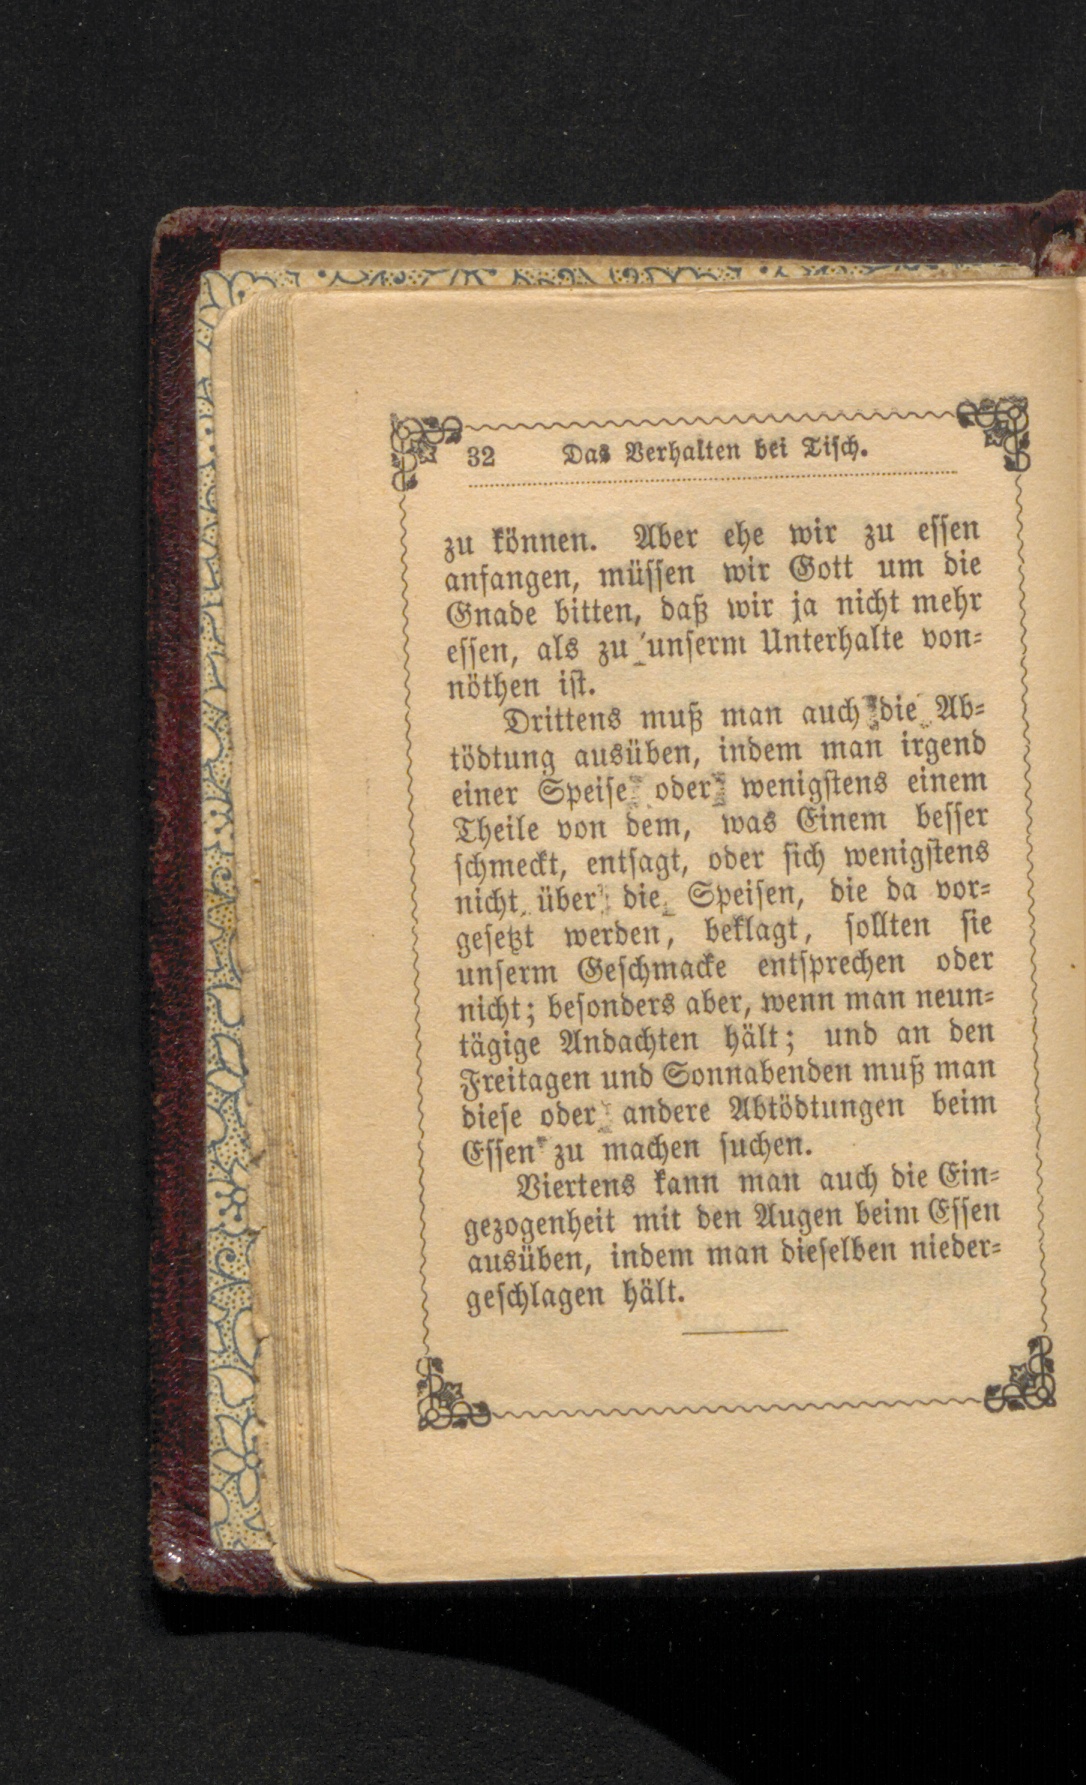 32 Das Verhalten bei Tisch.
zu können. Aber ehe wir zu essen
anfangen, müssen wir Gott um die
Gnade bitten, daß wir ja nicht mehr
essen, als zu unserm Unterhalte von=
nöthen ist.
Drittens muß man auch die Ab=
tödtung ausüben, indem man irgend
einer Speise oder wenigstens einem
Theile von dem, was Einem besser
schmeckt, entsagt, oder sich wenigstens
nicht über die Speisen, die da vor=
gesetzt werden, beklagt, sollten sie
unserm Geschmacke entsprechen oder
nicht; besonders aber, wenn man neun=
tägige Andachten hält; und an den
Freitagen und Sonnabenden muß man
diese oder andere Abtödtungen beim
Essen zu machen suchen.
Viertens kann man auch die Ein=
gezogenheit mit den Augen beim Essen
ausüben, indem man dieselben nieder=
geschlagen hält.